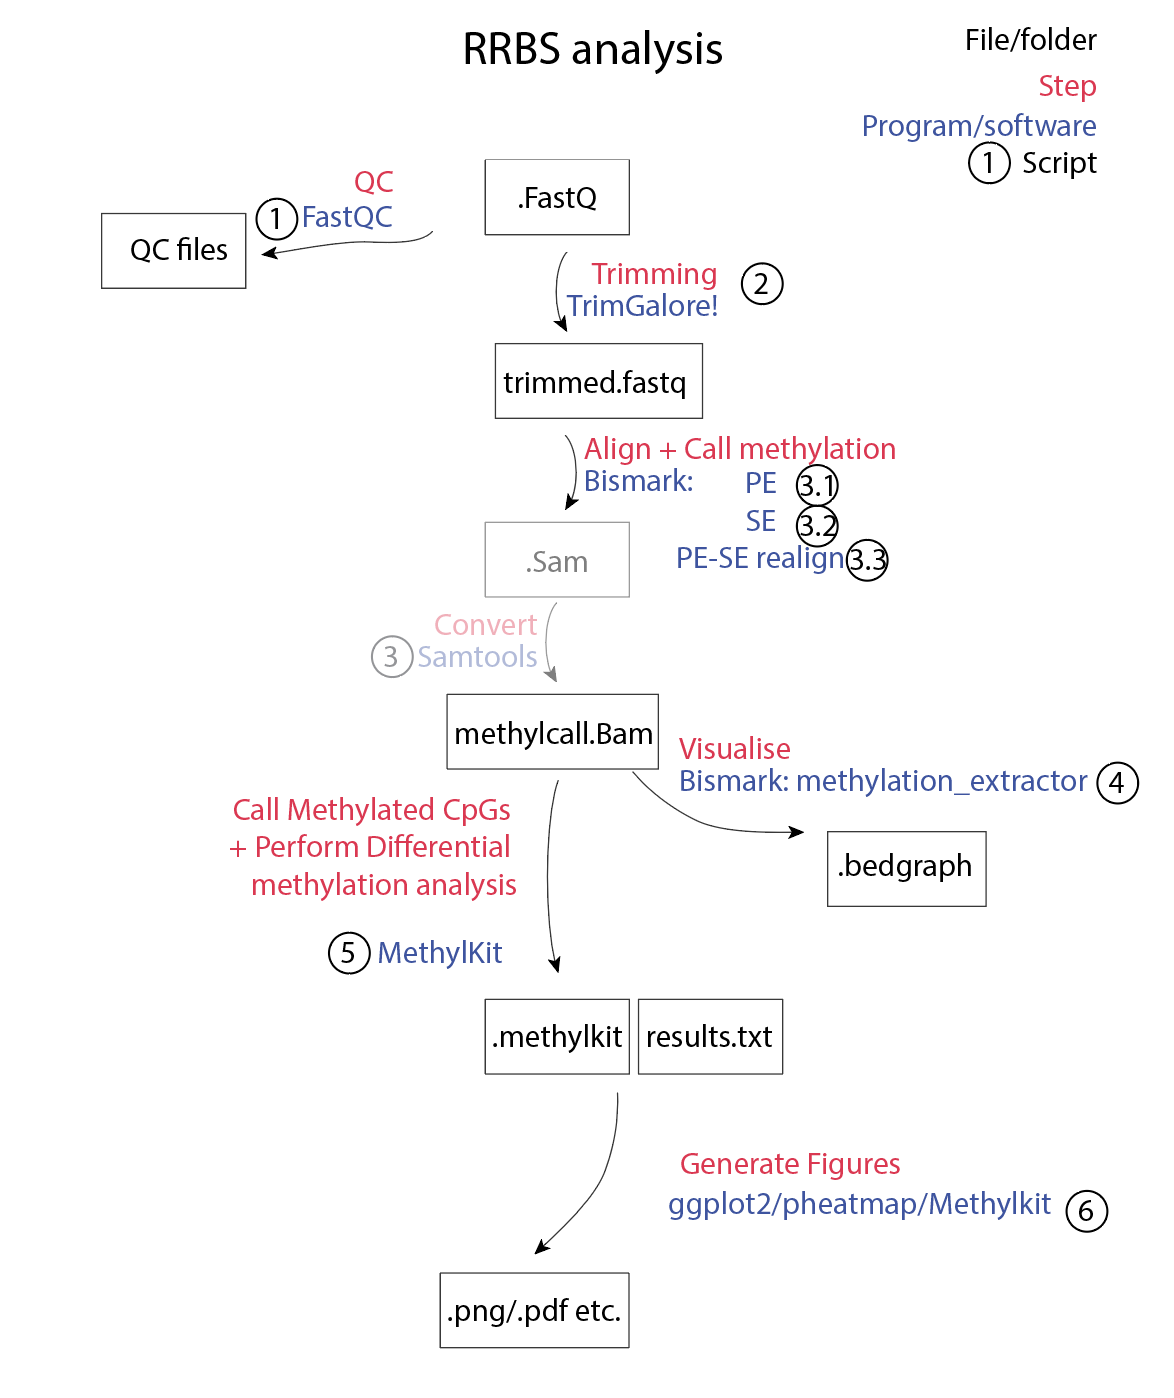 RRBS analysis
File/folder
Step
Program/software
1 Script
.FastQ
QC
1 FastQC
QC files
Trimming 2
TrimGalore!
trimmed.fastq
Align + Call methylation
Bismark: PE 3.1
SE 3.2
PE-SE realign 3.3
.Sam
Convert
3 Samtools
methylcall.Bam
Visualise
Bismark: methylation_extractor 4
.bedgraph
Call Methylated CpGs
+ Perform Differential
methylation analysis
5 MethylKit
.methylkit
results.txt
Generate Figures
ggplot2/pheatmap/Methylkit 6
.png/.pdf etc.